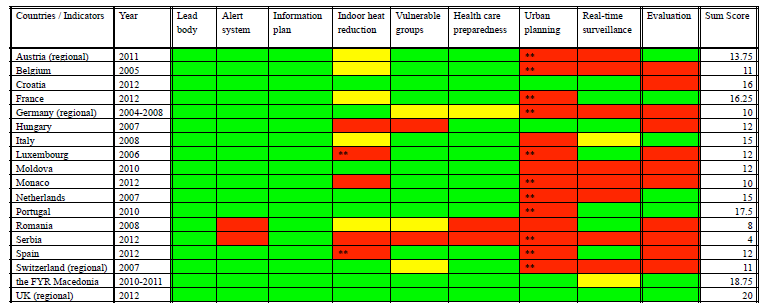 Countries / Indicators Year Lead body Alert system Information plan Indoor heat reduction Vulnerable groups Health care preparedness Urban planning Real-time surveillance Evaluation Sum Score
Austria (regional) 2011 ** 13.75
Belgium 2005 ** 11
Croatia 2012 16
France 2012 ** 16.25
Germany (regional) 2004-2008 ** 10
Hungary 2007 12
Italy 2008 15
Luxembourg 2006 ** ** 12
Moldova 2010 12
Monaco 2012 ** 10
Netherlands 2007 ** 15
Portugal 2010 ** 17.5
Romania 2008 8
Serbia 2012 ** 4
Spain 2012 ** ** 12
Switzerland (regional) 2007 ** 11
the FYR Macedonia 2010-2011 18.75
UK (regional) 2012 20